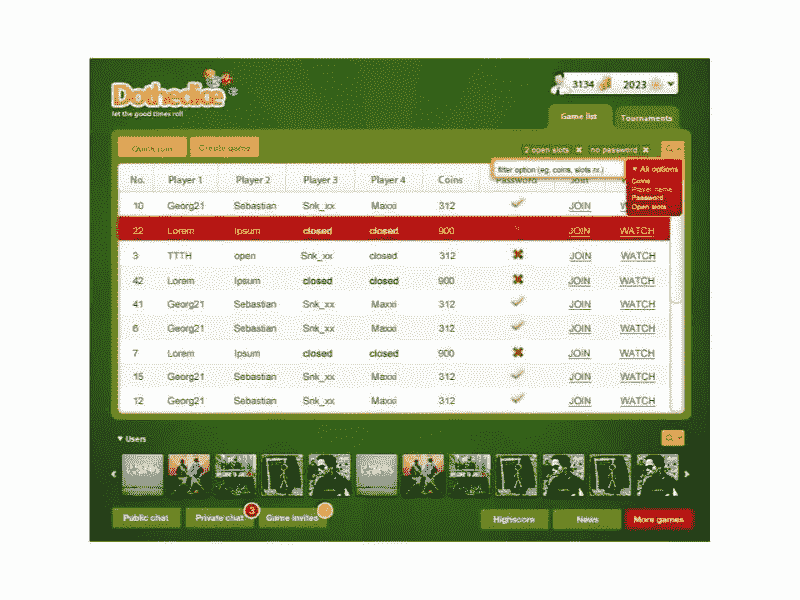 Dothedice
let the good times roll
3134 2023
Game list Tournaments
Quick run Create game 2 open slots no password
filter option (eg. coins, slots nr.) All options
Coins
Player name
Password
Open slots
No. Player 1 Player 2 Player 3 Player 4 Coins Password Join
10 Georg21 Sebastian Snk_xx Maxxi 312 JOIN
22 Lorem Ipsum closed closed 900 JOIN WATCH
3 TTTH open Snk_xx closed 312 JOIN WATCH
42 Lorem Ipsum closed closed 900 JOIN WATCH
41 Georg21 Sebastian Snk_xx Maxxi 312 JOIN WATCH
6 Georg21 Sebastian Snk_xx Maxxi 312 JOIN WATCH
7 Lorem Ipsum closed closed 900 JOIN WATCH
15 Georg21 Sebastian Snk_xx Maxxi 312 JOIN WATCH
12 Georg21 Sebastian Snk_xx Maxxi 312 JOIN WATCH
Users
Public chat Private chat 3 Game invites Highscore News More games